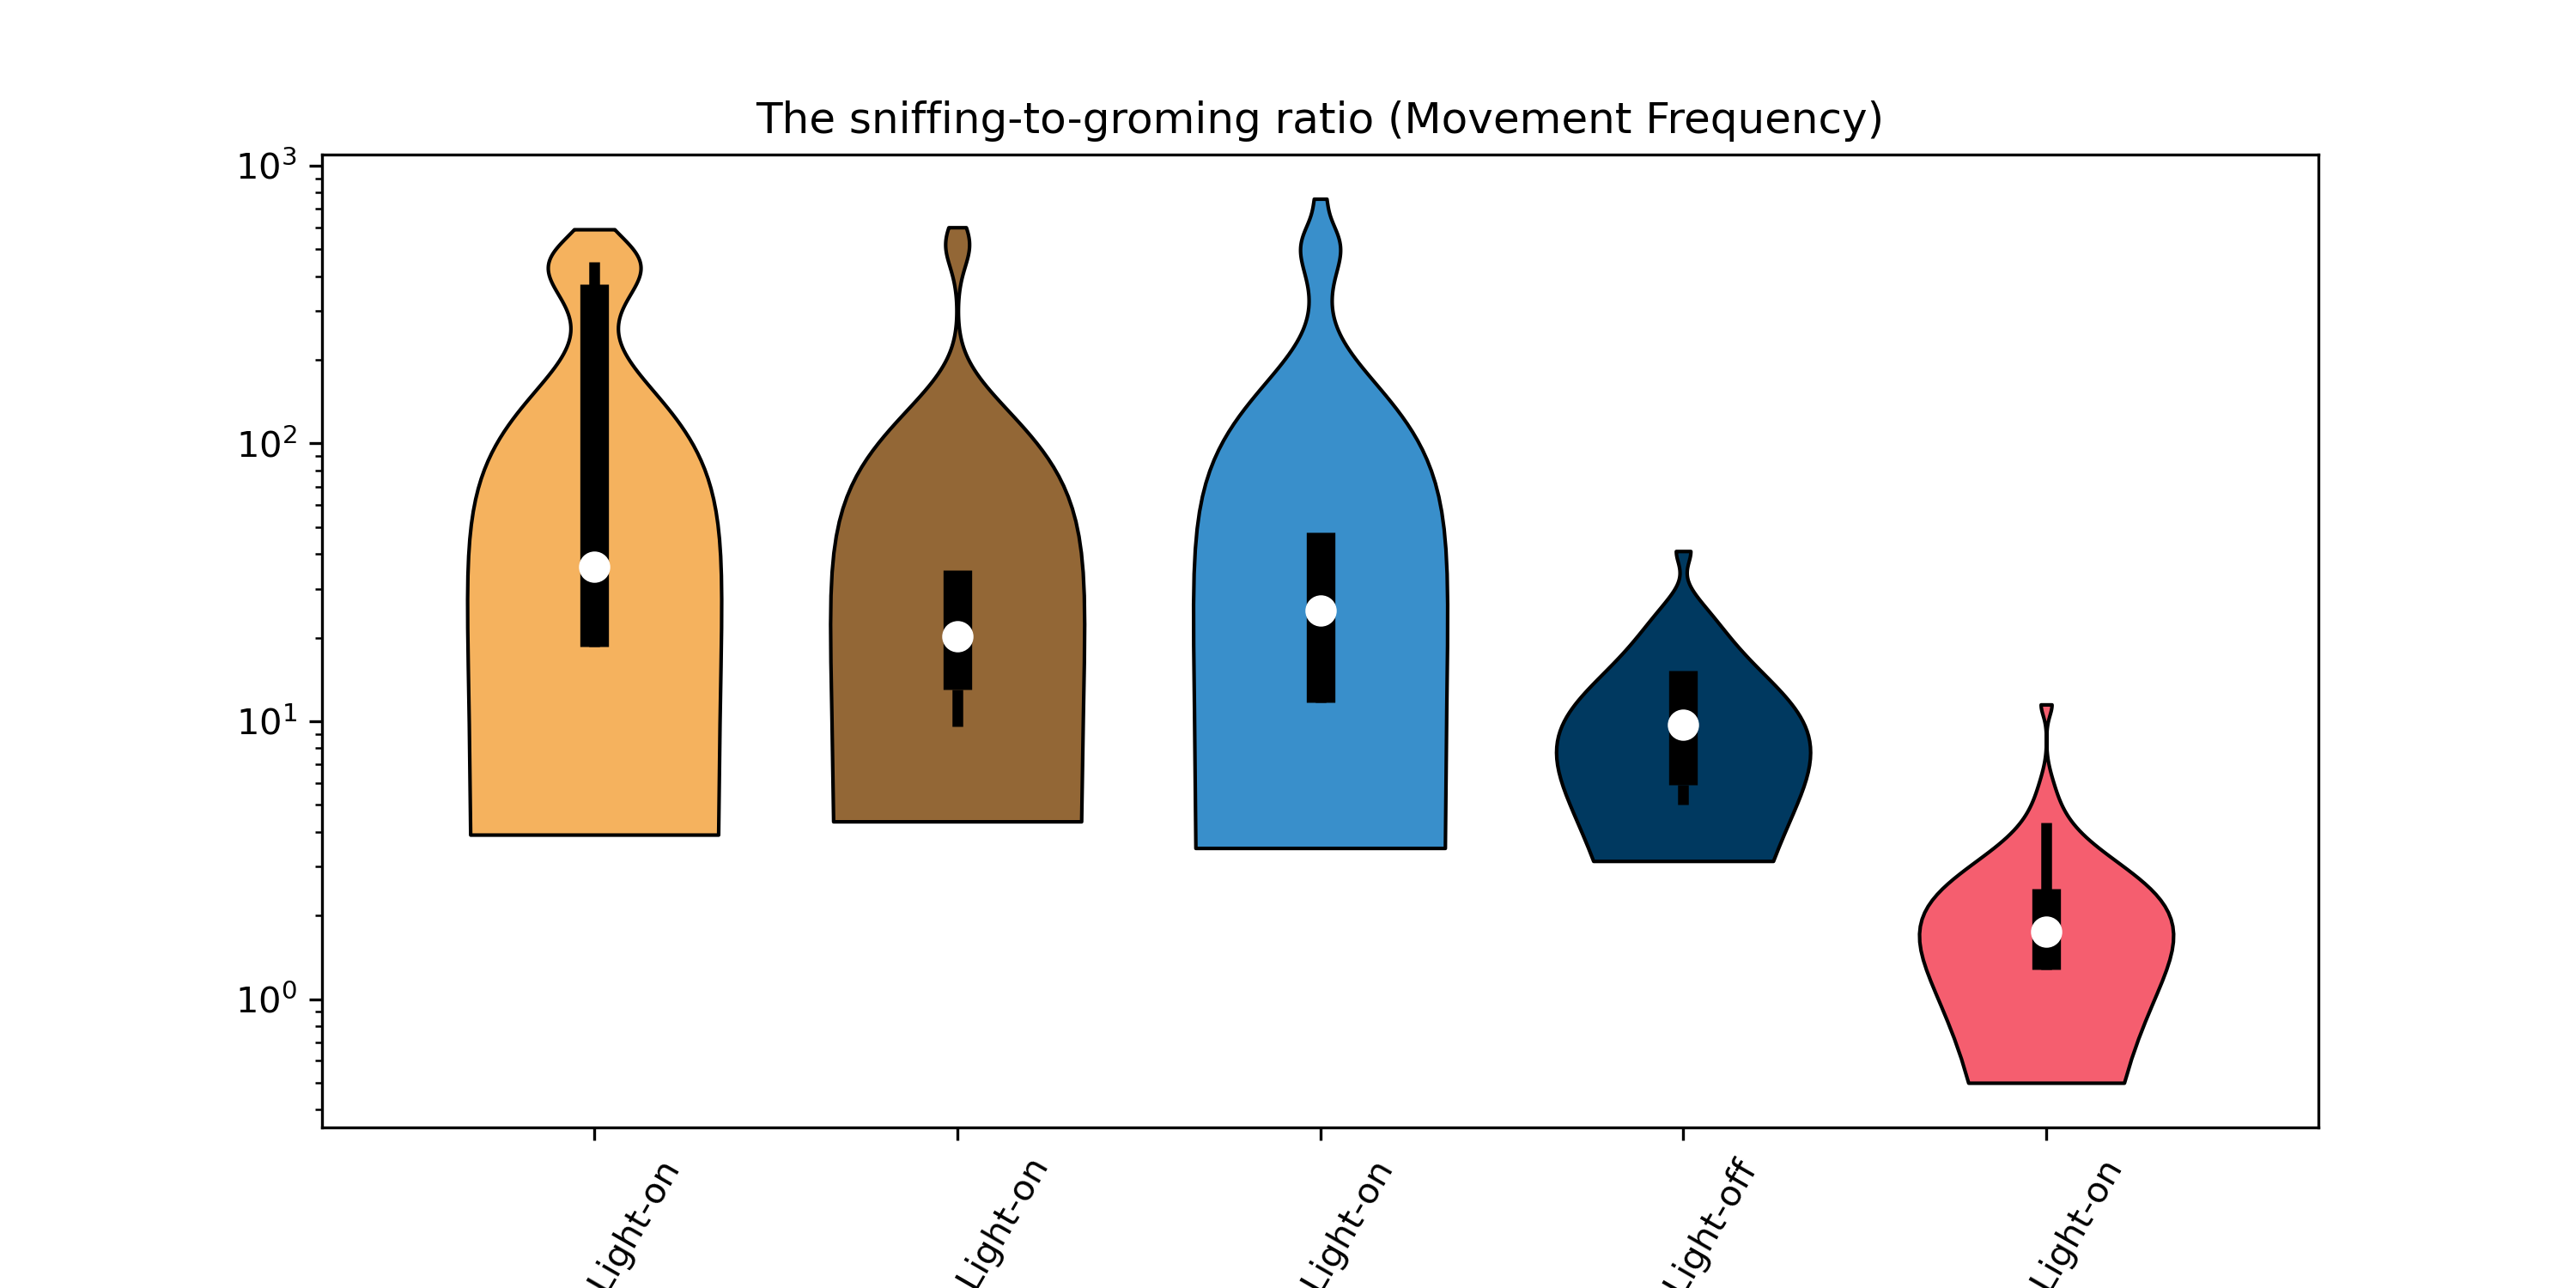 The sniffing-to-groming ratio (Movement Frequency)
10³
10²
10¹
10⁰
Light-on
Light-on
Light-on
Light-off
Light-on